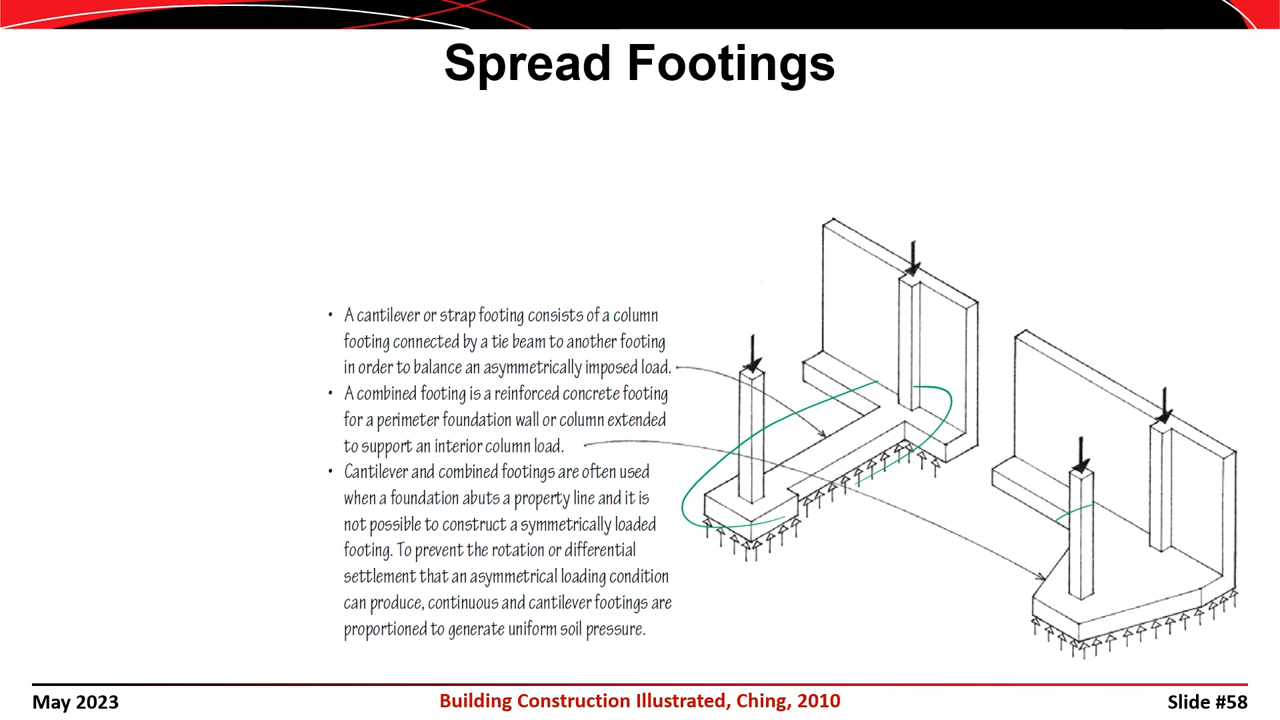 Spread Footings
• A cantilever or strap footing consists of a column
footing connected by a tie beam to another footing
in order to balance an asymmetrically imposed load.
• A combined footing is a reinforced concrete footing
for a perimeter foundation wall or column extended
to support an interior column load.
• Cantilever and combined footings are often used
when a foundation abuts a property line and it is
not possible to construct a symmetrically loaded
footing. To prevent the rotation or differential
settlement that an asymmetrical loading condition
can produce, continuous and cantilever footings are
proportioned to generate uniform soil pressure.
May 2023
Building Construction Illustrated, Ching, 2010
Slide #58